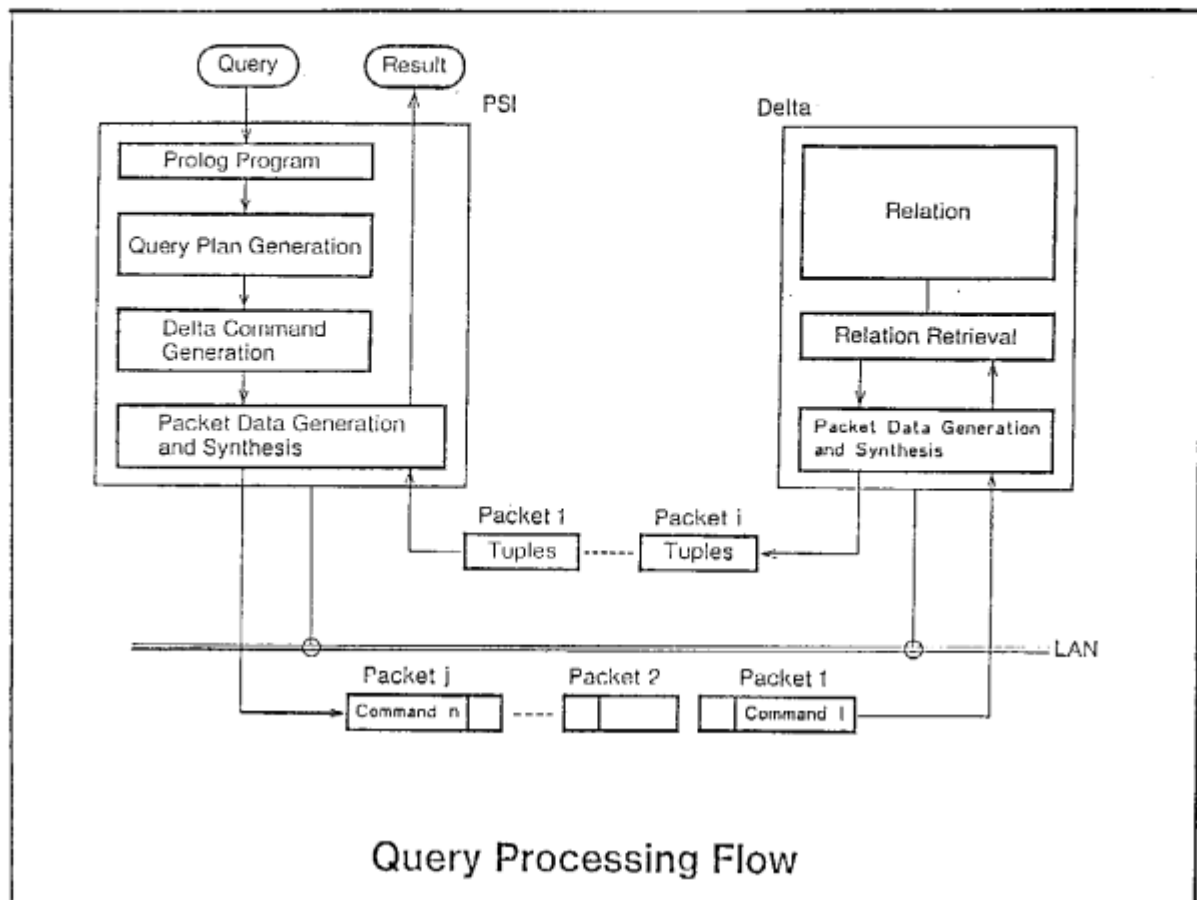 Query
Result
PSI
Delta
Prolog Program
Relation
Query Plan Generation
Delta Command
Generation
Relation Retrieval
Packet Data Generation
and Synthesis
Packet Data Generation
and Synthesis
Packet 1
Packet i
Tuples
Tuples
LAN
Packet j
Packet 2
Packet 1
Command n
Command 1
Query Processing Flow